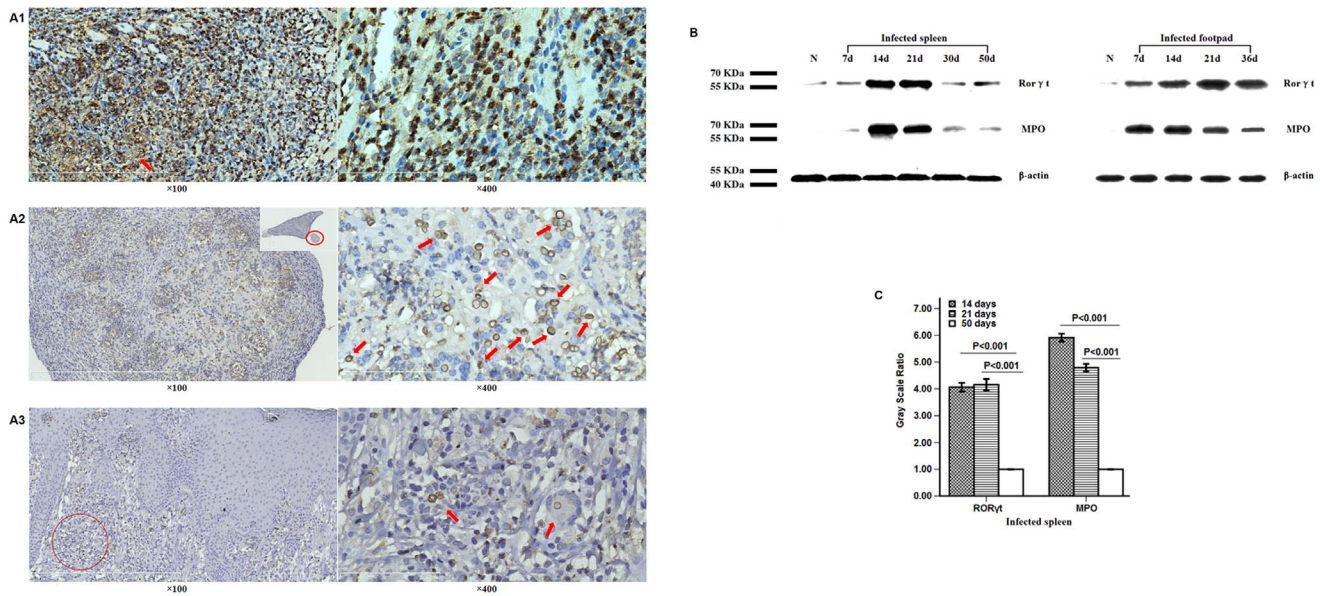 A1
×100
×400
A2
×100
×400
A3
×100
×400
B
Infected spleen
N 7d 14d 21d 30d 50d
70 KDa
55 KDa
Ror γ t
70 KDa
55 KDa
MPO
55 KDa
40 KDa
β-actin
Infected footpad
N 7d 14d 21d 36d
Ror γ t
MPO
β-actin
C
14 days
21 days
50 days
P<0.001
P<0.001
P<0.001
P<0.001
Gray Scale Ratio
7.00
6.00
5.00
4.00
3.00
2.00
1.00
0.00
RORγt MPO
Infected spleen